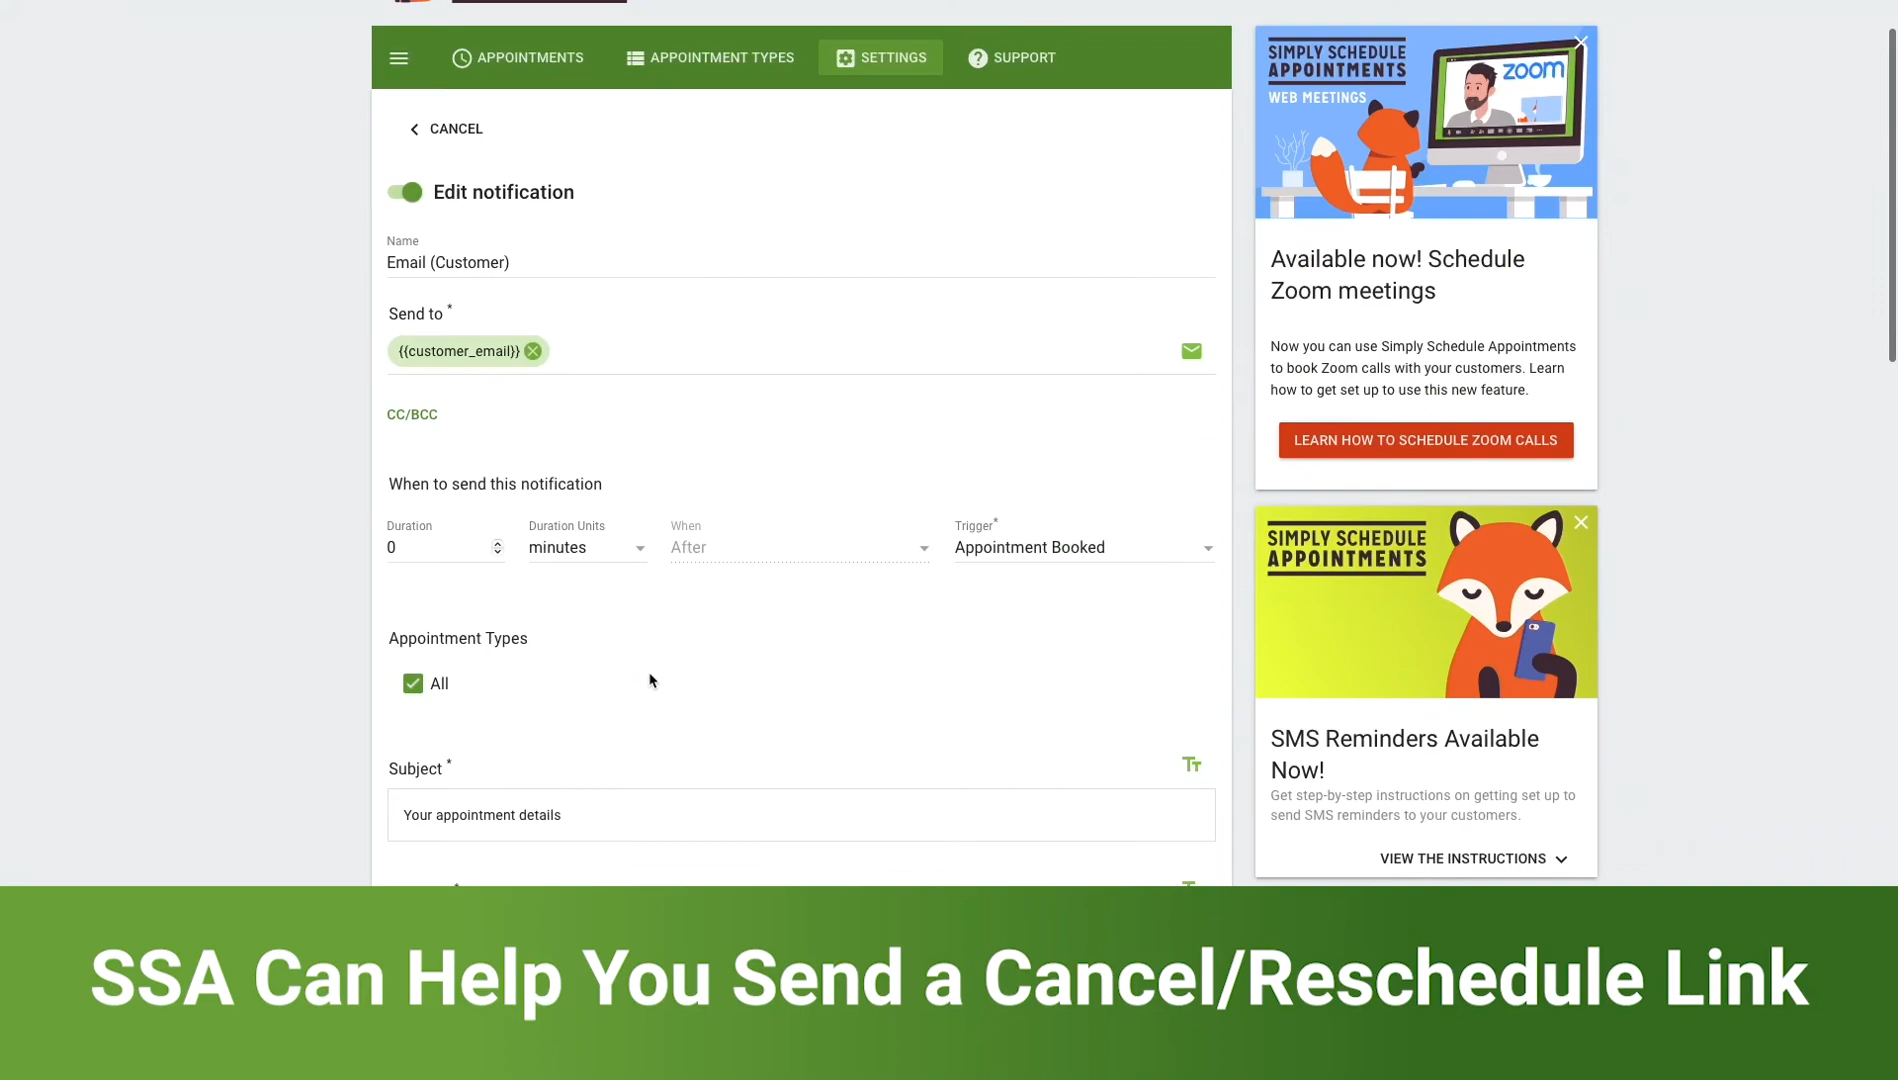 APPOINTMENTS
APPOINTMENT TYPES
SETTINGS
SUPPORT
CANCEL
Edit notification
Name
Email (Customer)
Send to *
{{customer_email}}
CC/BCC
When to send this notification
Duration
0
Duration Units
minutes
When
After
Trigger*
Appointment Booked
Appointment Types
All
Subject *
Your appointment details
SIMPLY SCHEDULE
APPOINTMENTS
WEB MEETINGS
zoom
Available now! Schedule
Zoom meetings
Now you can use Simply Schedule Appointments
to book Zoom calls with your customers. Learn
how to get set up to use this new feature.
LEARN HOW TO SCHEDULE ZOOM CALLS
SIMPLY SCHEDULE
APPOINTMENTS
SMS Reminders Available
Now!
Get step-by-step instructions on getting set up to
send SMS reminders to your customers.
VIEW THE INSTRUCTIONS
SSA Can Help You Send a Cancel/Reschedule Link